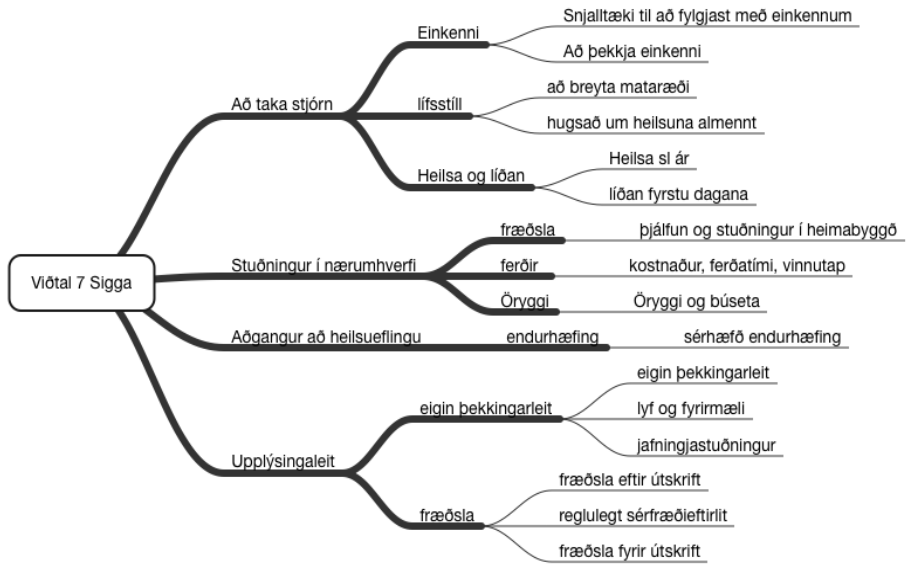 Viðtal 7 Sigga
Að taka stjórn
Einkenni
Snjalltæki til að fylgjast með einkennum
Að þekkja einkenni
lífsstíll
að breyta mataræði
hugsað um heilsuna almennt
Heilsa og líðan
Heilsa sl ár
líðan fyrstu dagana
Stuðningur í nærumhverfi
fræðsla
þjálfun og stuðningur í heimabyggð
ferðir
kostnaður, ferðatími, vinnutap
Öryggi
Öryggi og búseta
Aðgangur að heilsueflingu
endurhæfing
sérhæfð endurhæfing
Upplýsingaleit
eigin þekkingarleit
eigin þekkingarleit
lyf og fyrirmæli
jafningjastuðningur
fræðsla
fræðsla eftir útskrift
reglulegt sérfræðieftirlit
fræðsla fyrir útskrift